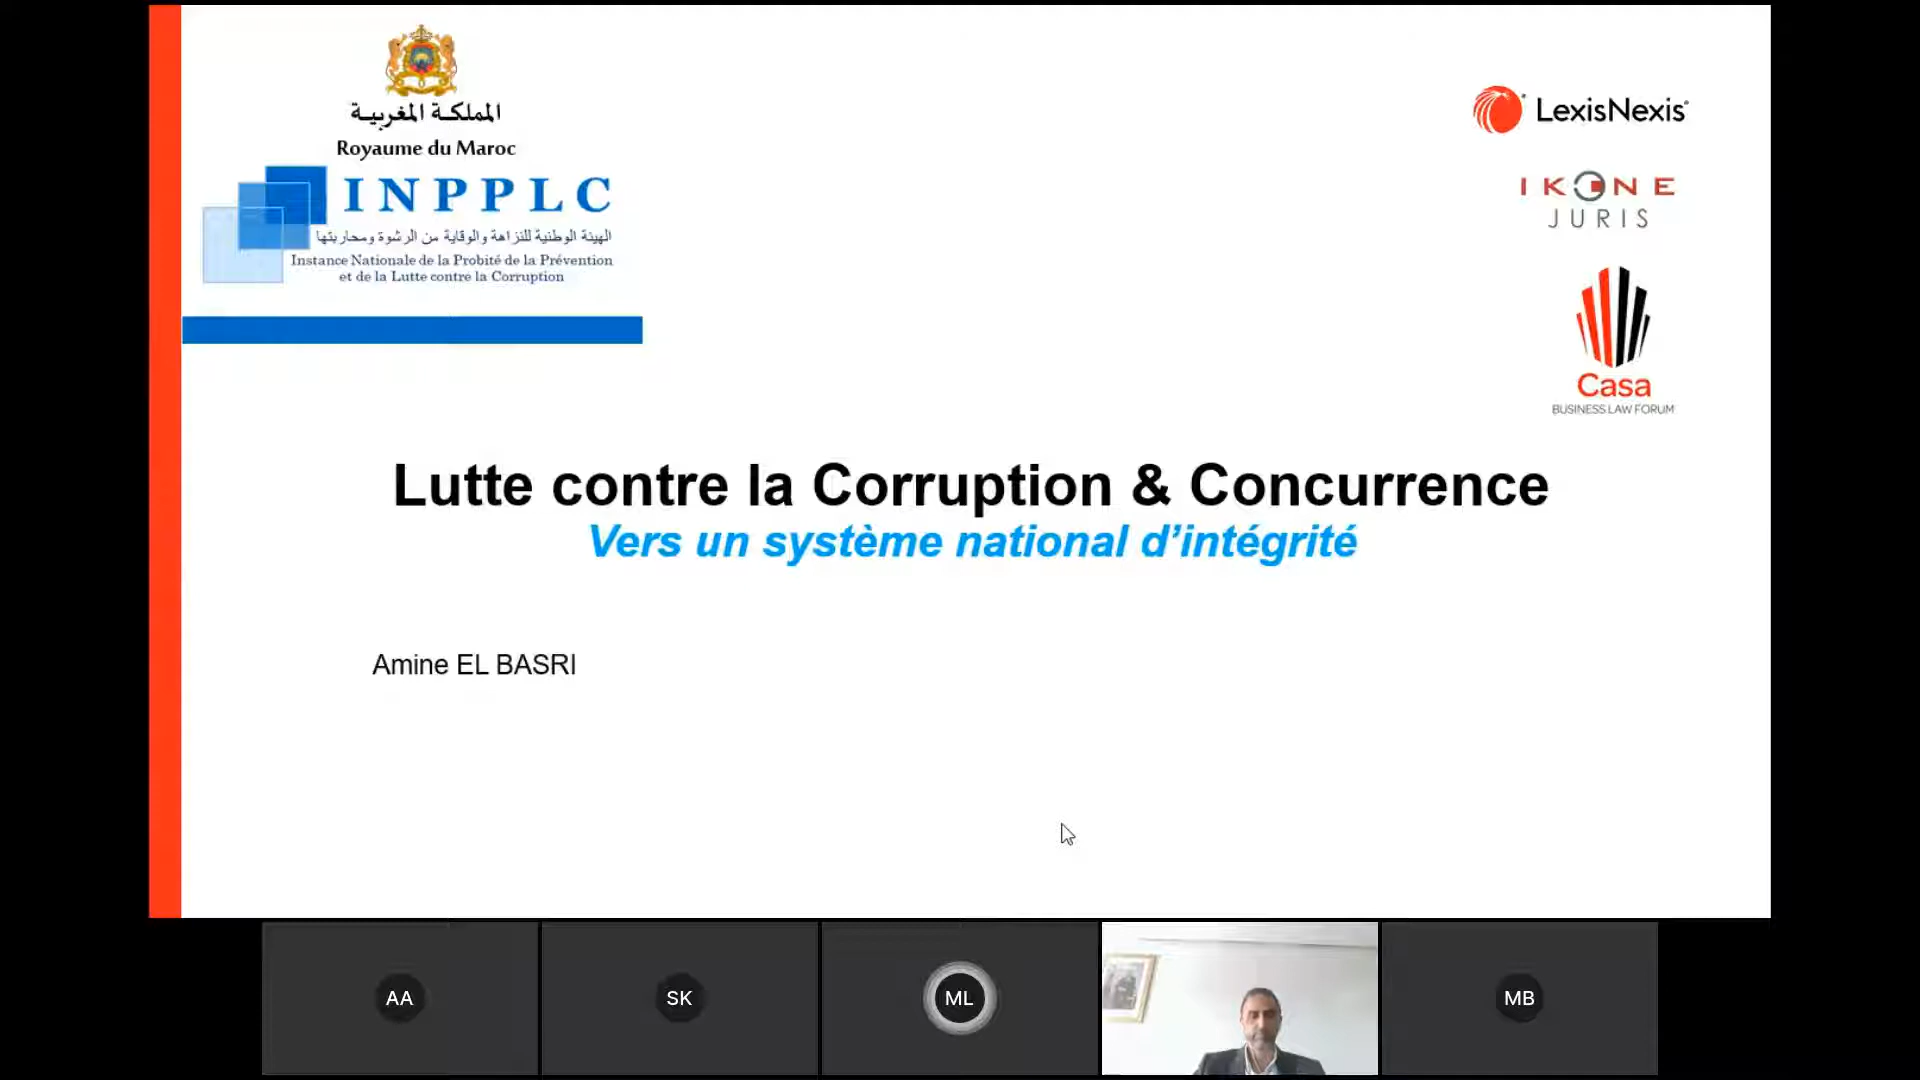 المملكة المغربية
Royaume du Maroc
INPPLC
الهيئة الوطنية للنزاهة والوقاية من الرشوة ومحاربتها
Instance Nationale de la Probité de la Prévention
et de la Lutte contre la Corruption
LexisNexis
IKONE
JURIS
Casa
BUSINESS LAW FORUM
Lutte contre la Corruption & Concurrence
Vers un système national d’intégrité
Amine EL BASRI
AA
SK
ML
MB